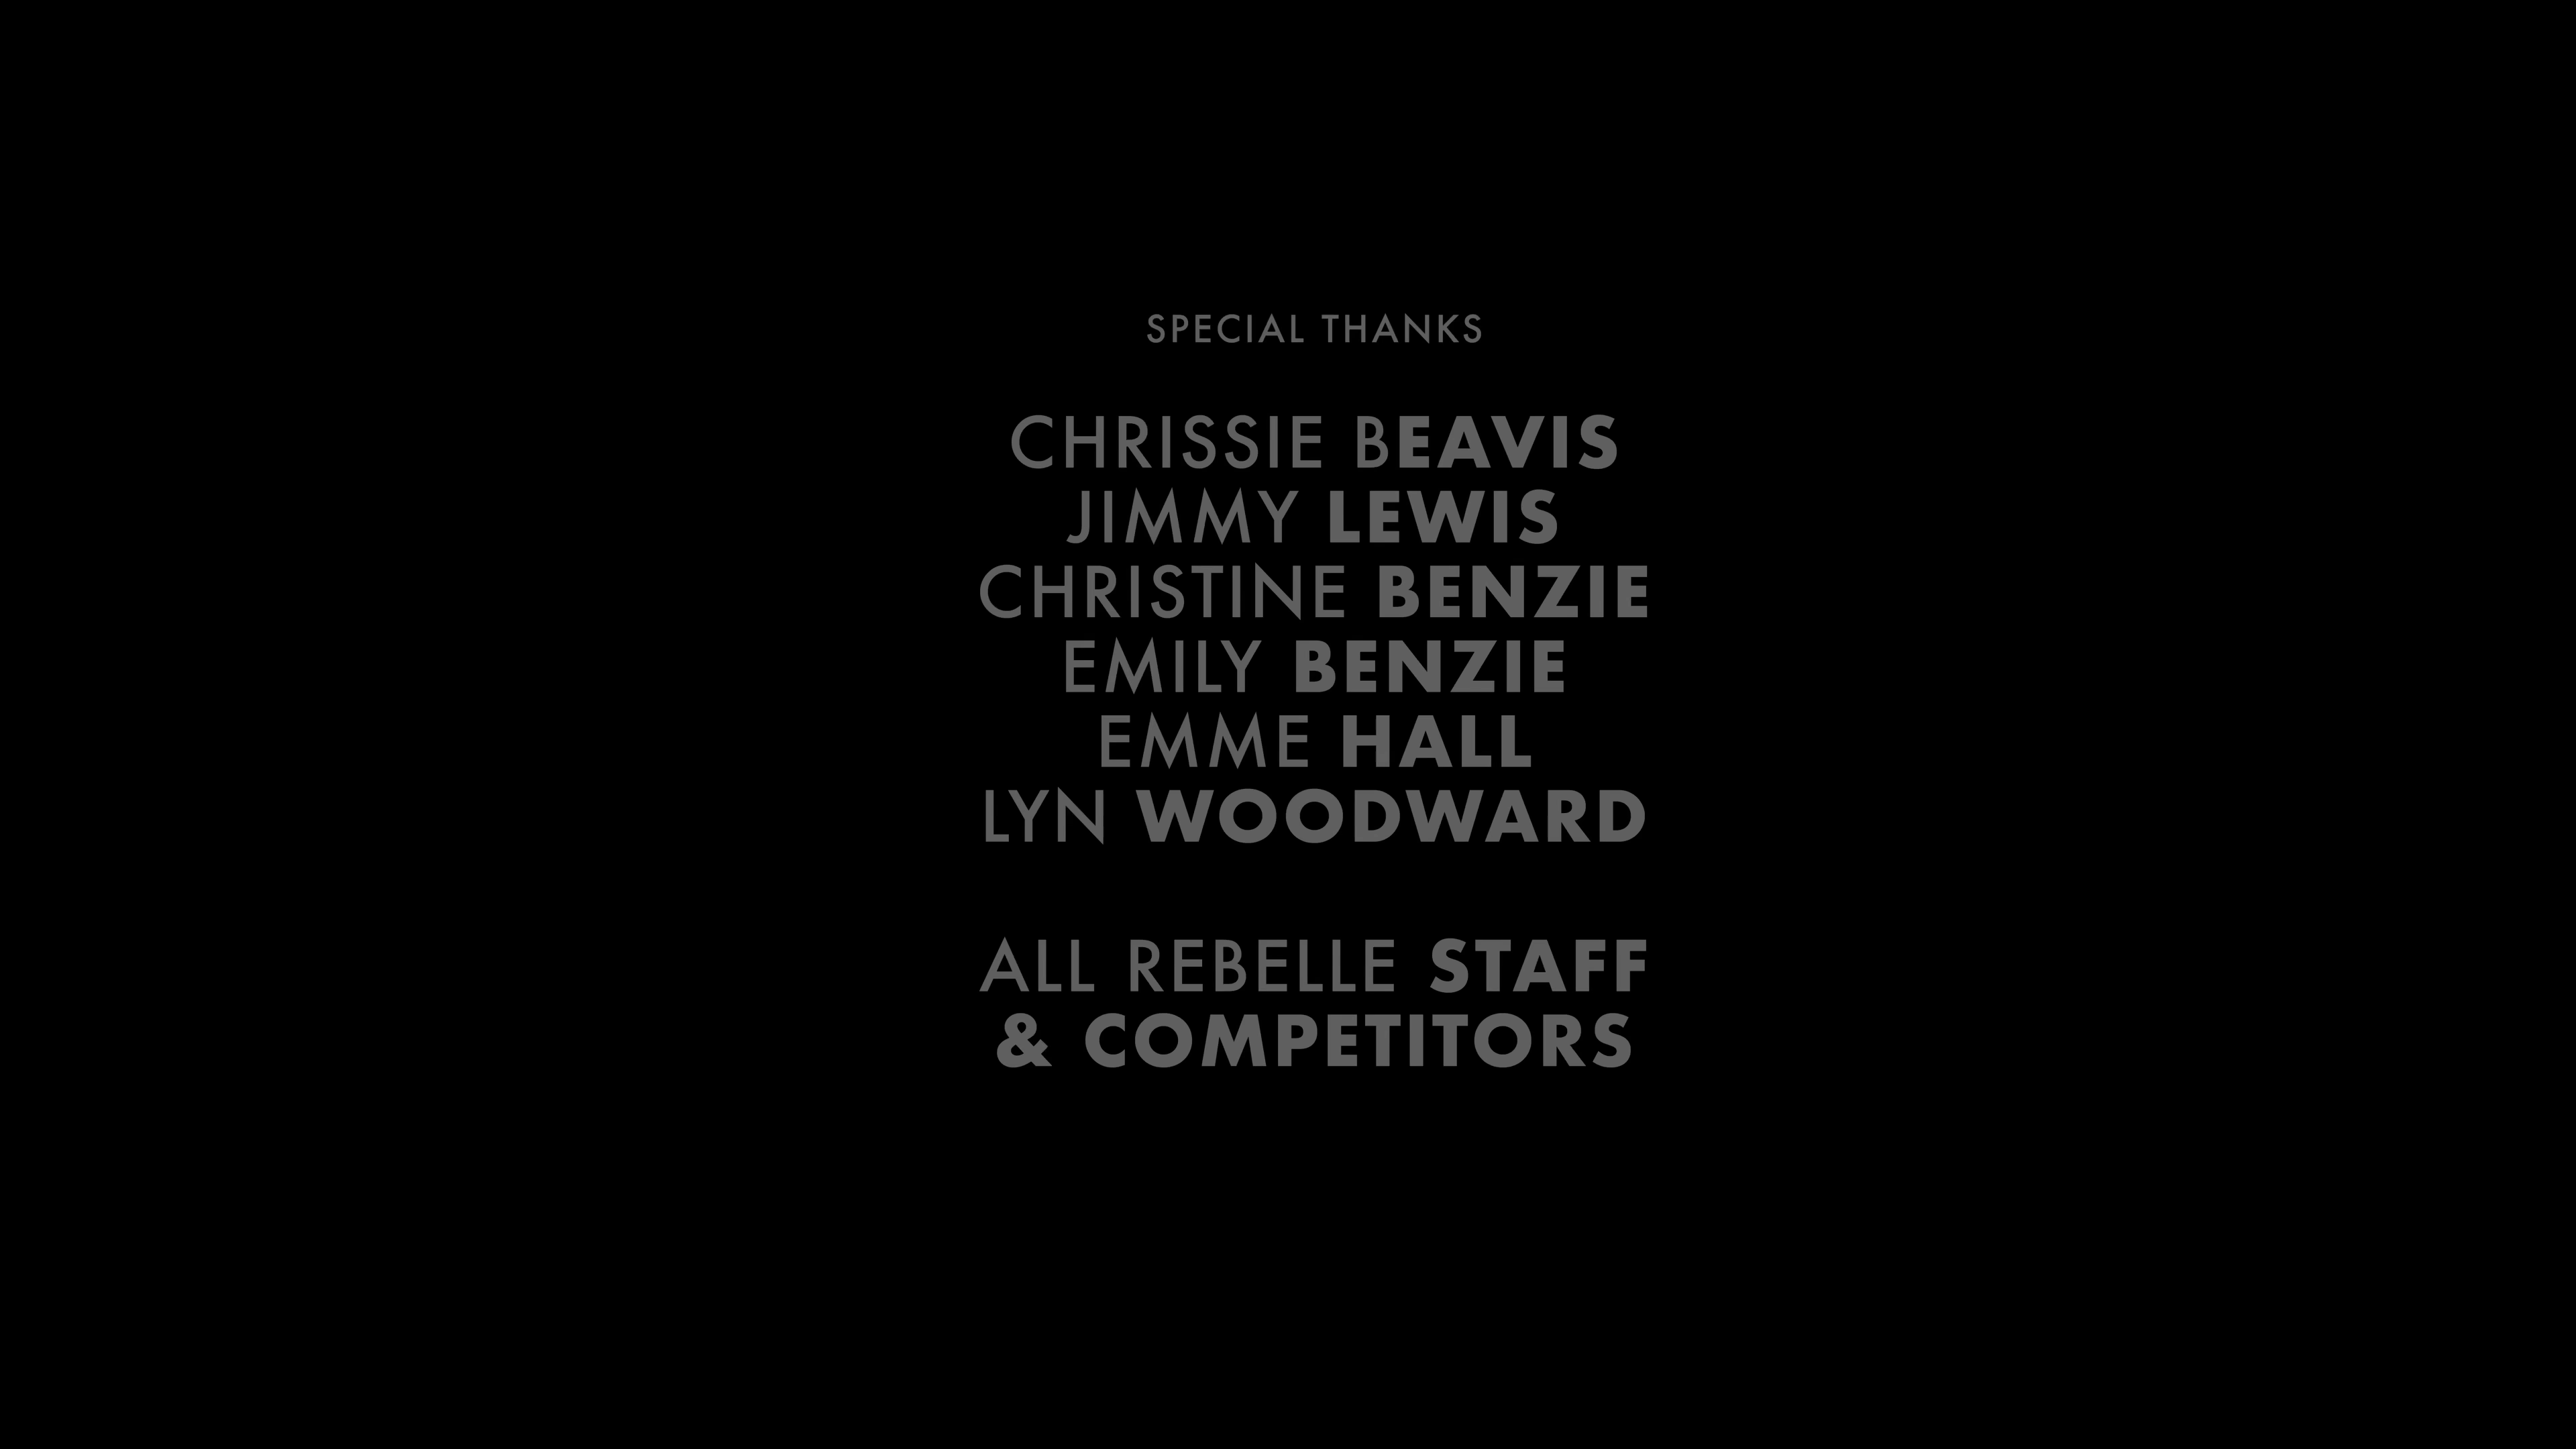 SPECIAL THANKS
CHRISSIE BEAVIS
JIMMY LEWIS
CHRISTINE BENZIE
EMILY BENZIE
EMME HALL
LYN WOODWARD
ALL REBELLE STAFF
& COMPETITORS